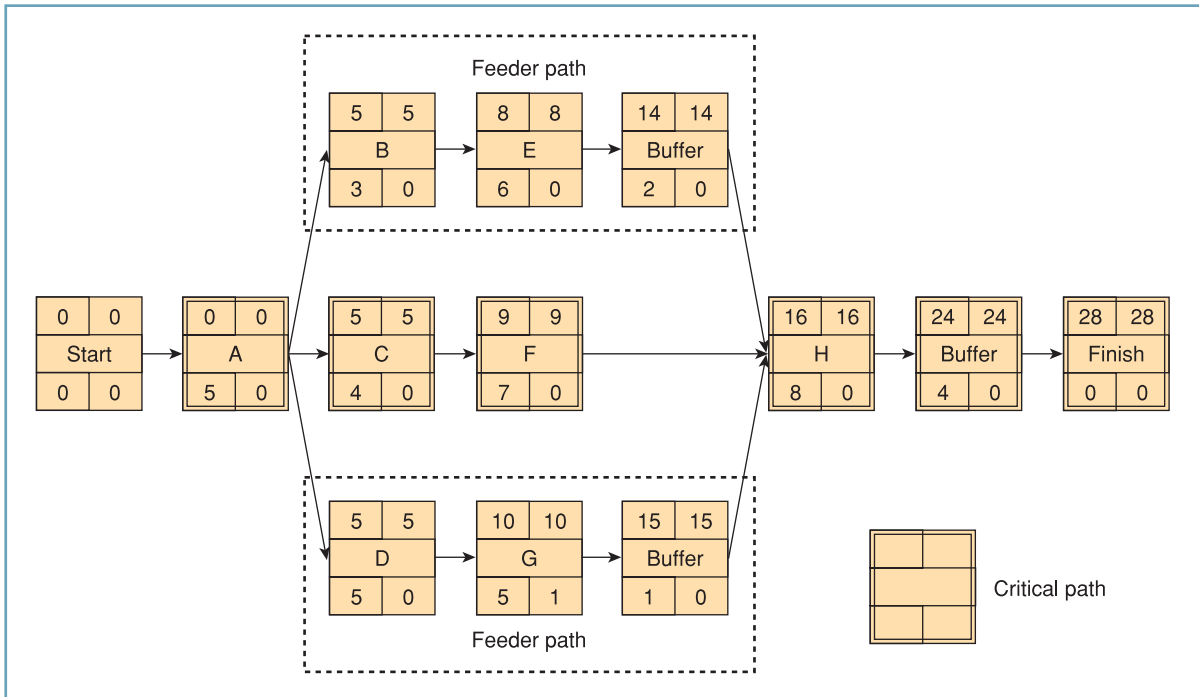 Feeder path
5 5
B
3 0
8 8
E
6 0
14 14
Buffer
2 0
0 0
Start
0 0
0 0
A
5 0
5 5
C
4 0
9 9
F
7 0
16 16
H
8 0
24 24
Buffer
4 0
28 28
Finish
0 0
5 5
D
5 0
10 10
G
5 1
15 15
Buffer
1 0
Feeder path
Critical path